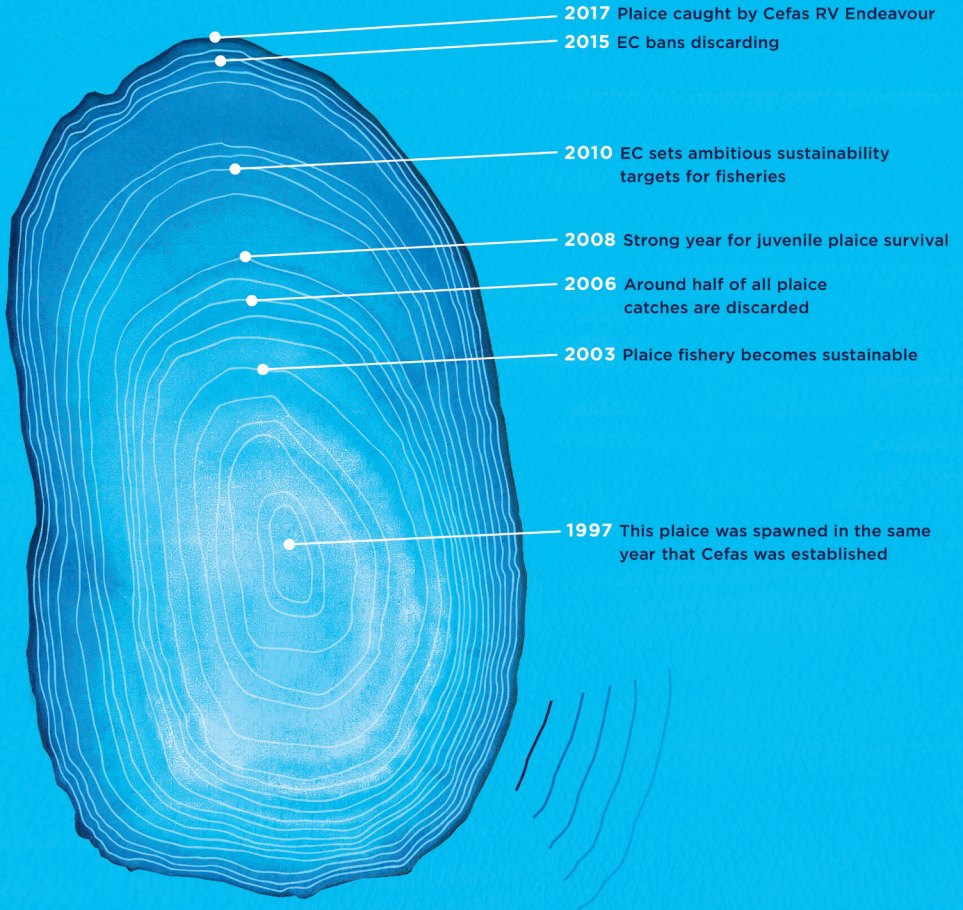 2017 Plaice caught by Cefas RV Endeavour
2015 EC bans discarding
2010 EC sets ambitious sustainability
targets for fisheries
2008 Strong year for juvenile plaice survival
2006 Around half of all plaice
catches are discarded
2003 Plaice fishery becomes sustainable
1997 This plaice was spawned in the same
year that Cefas was established